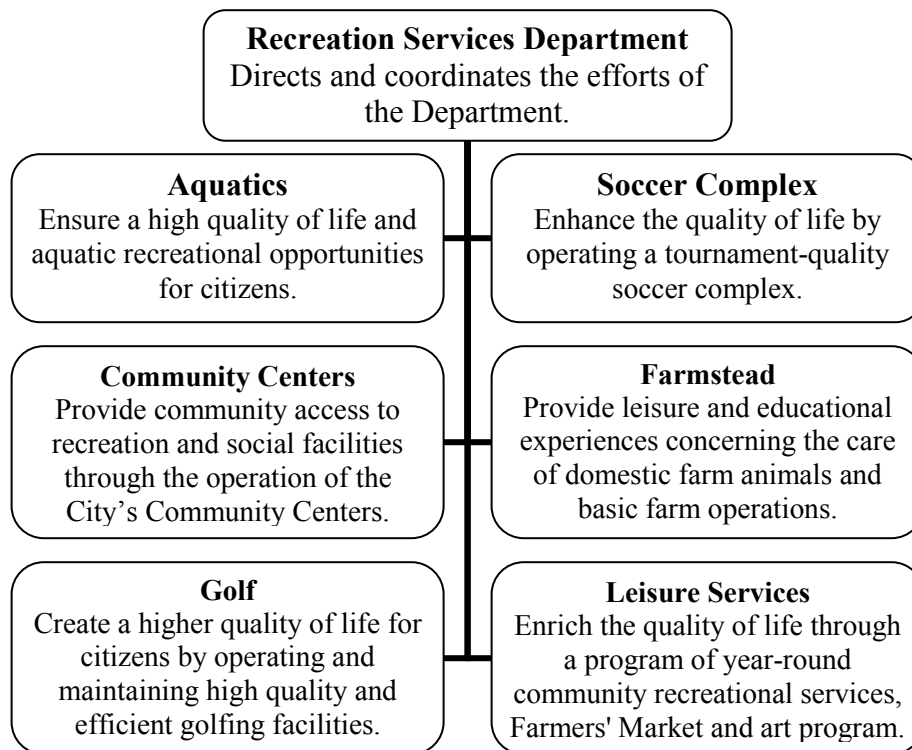 Recreation Services Department
Directs and coordinates the efforts of
the Department.
Aquatics
Ensure a high quality of life and
aquatic recreational opportunities
for citizens.
Soccer Complex
Enhance the quality of life by
operating a tournament-quality
soccer complex.
Community Centers
Provide community access to
recreation and social facilities
through the operation of the
City’s Community Centers.
Farmstead
Provide leisure and educational
experiences concerning the care
of domestic farm animals and
basic farm operations.
Golf
Create a higher quality of life for
citizens by operating and
maintaining high quality and
efficient golfing facilities.
Leisure Services
Enrich the quality of life through
a program of year-round
community recreational services,
Farmers' Market and art program.